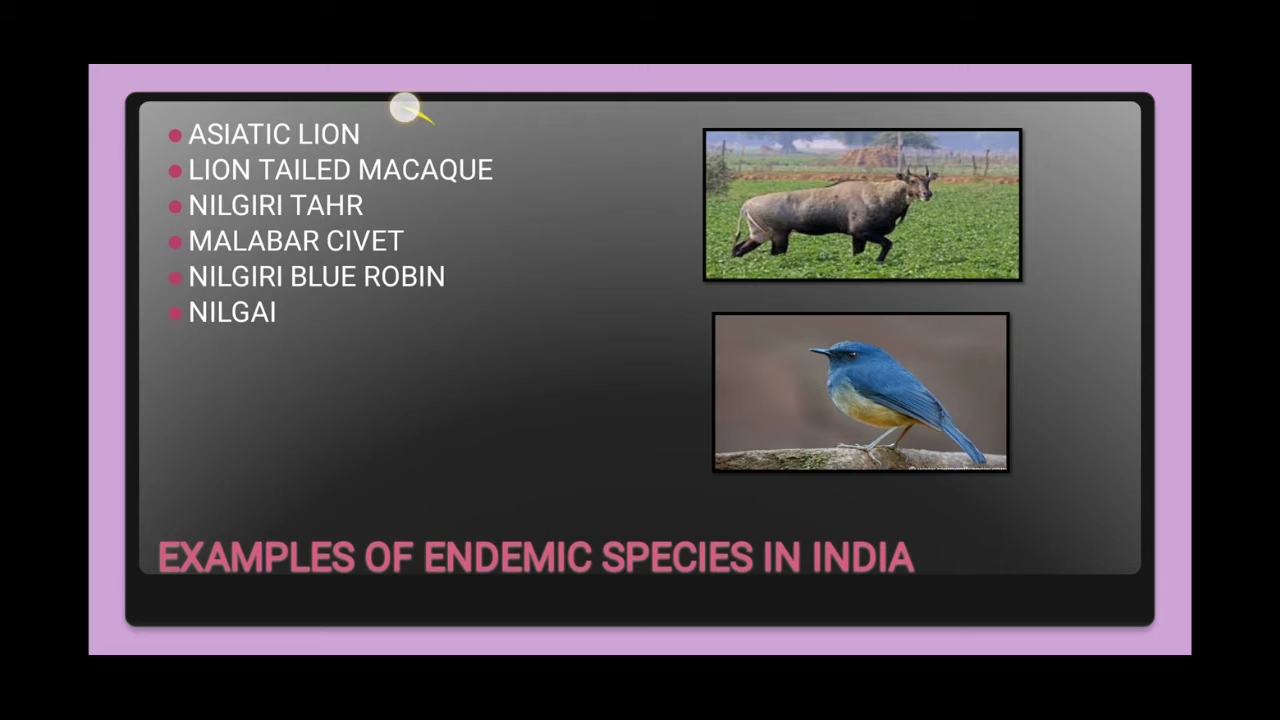 ASIATIC LION
LION TAILED MACAQUE
NILGIRI TAHR
MALABAR CIVET
NILGIRI BLUE ROBIN
NILGAI
EXAMPLES OF ENDEMIC SPECIES IN INDIA